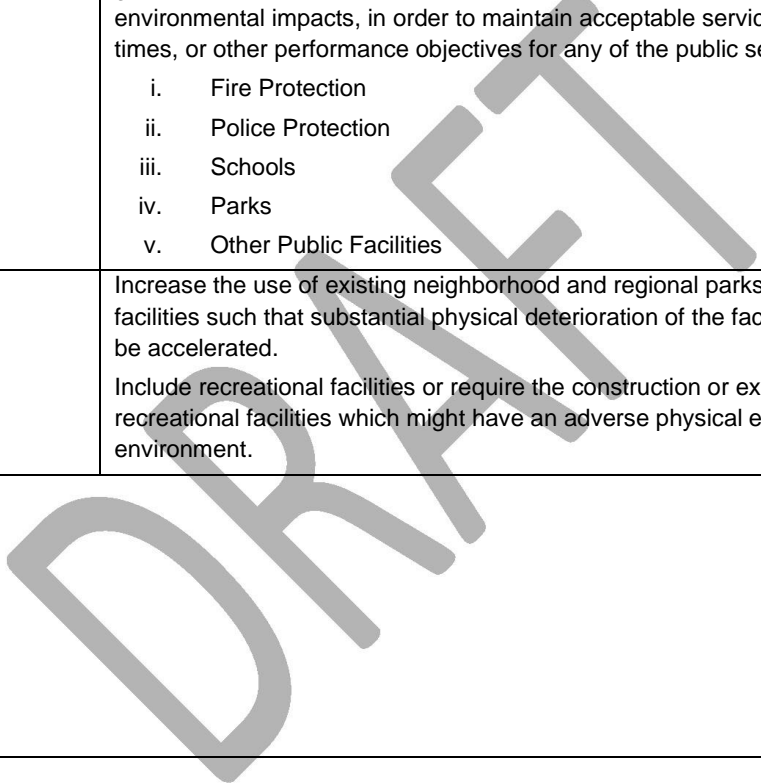 environmental impacts, in order to maintain acceptable servic
times, or other performance objectives for any of the public se
i. Fire Protection
ii. Police Protection
iii. Schools
iv. Parks
v. Other Public Facilities
Increase the use of existing neighborhood and regional parks
facilities such that substantial physical deterioration of the fac
be accelerated.
Include recreational facilities or require the construction or ex
recreational facilities which might have an adverse physical e
environment.
DRAFT